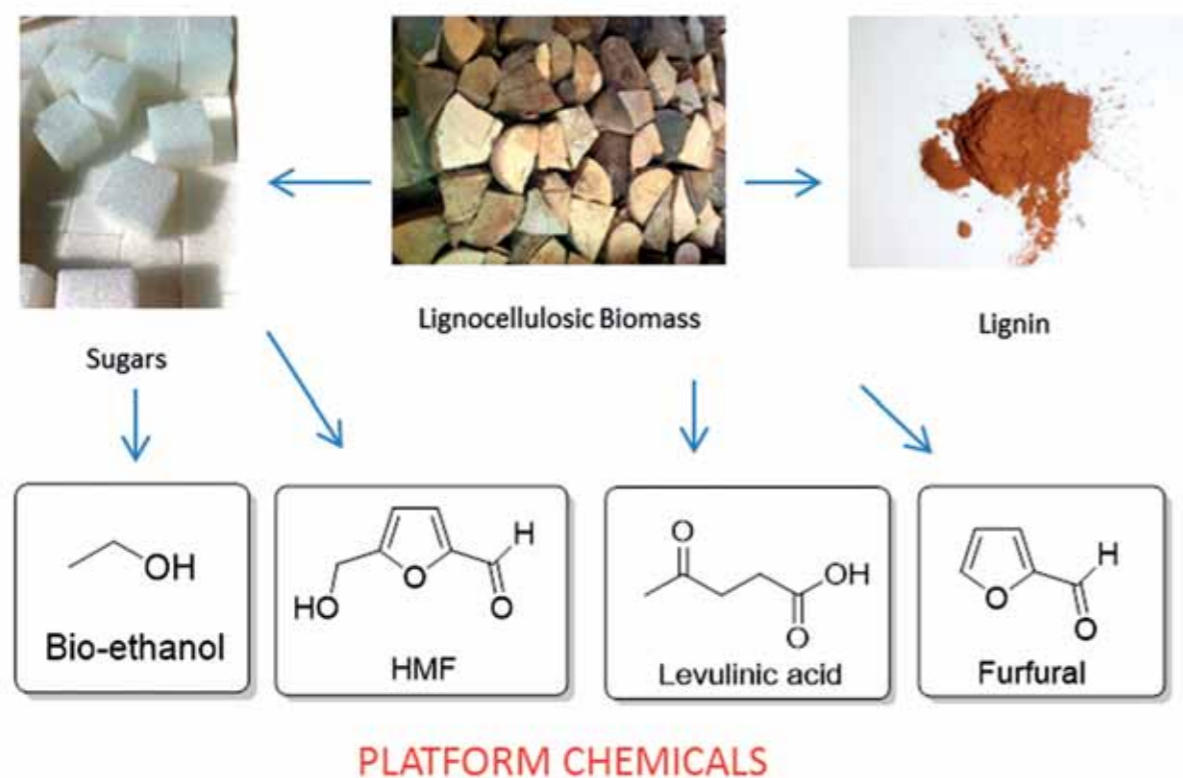 Lignocellulosic Biomass
Lignin
Sugars
OH
Bio-ethanol
HO
O
H
O
HMF
O
OH
O
Levulinic acid
O
H
O
Furfural
PLATFORM CHEMICALS